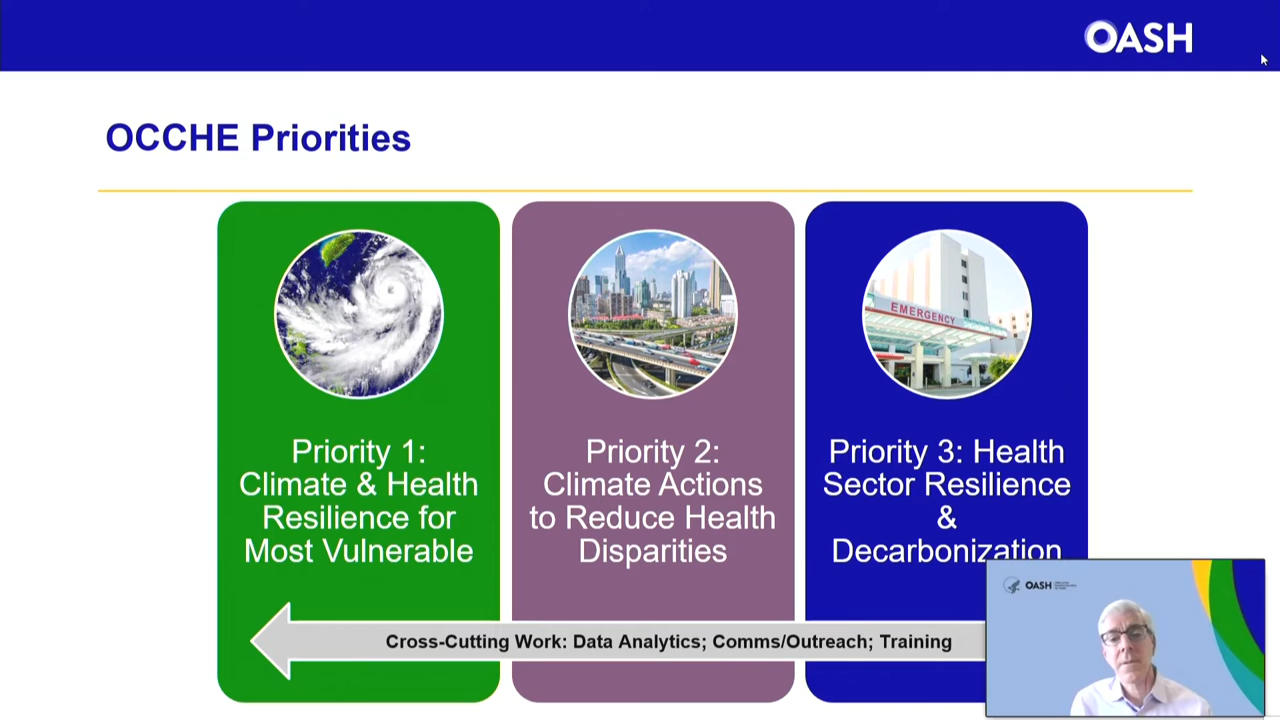 OASH
OCCHE Priorities
EMERGENCY
Priority 1:
Climate & Health
Resilience for
Most Vulnerable
Priority 2:
Climate Actions
to Reduce Health
Disparities
Priority 3: Health
Sector Resilience
&
Decarbonization
Cross-Cutting Work: Data Analytics; Comms/Outreach; Training
OASH